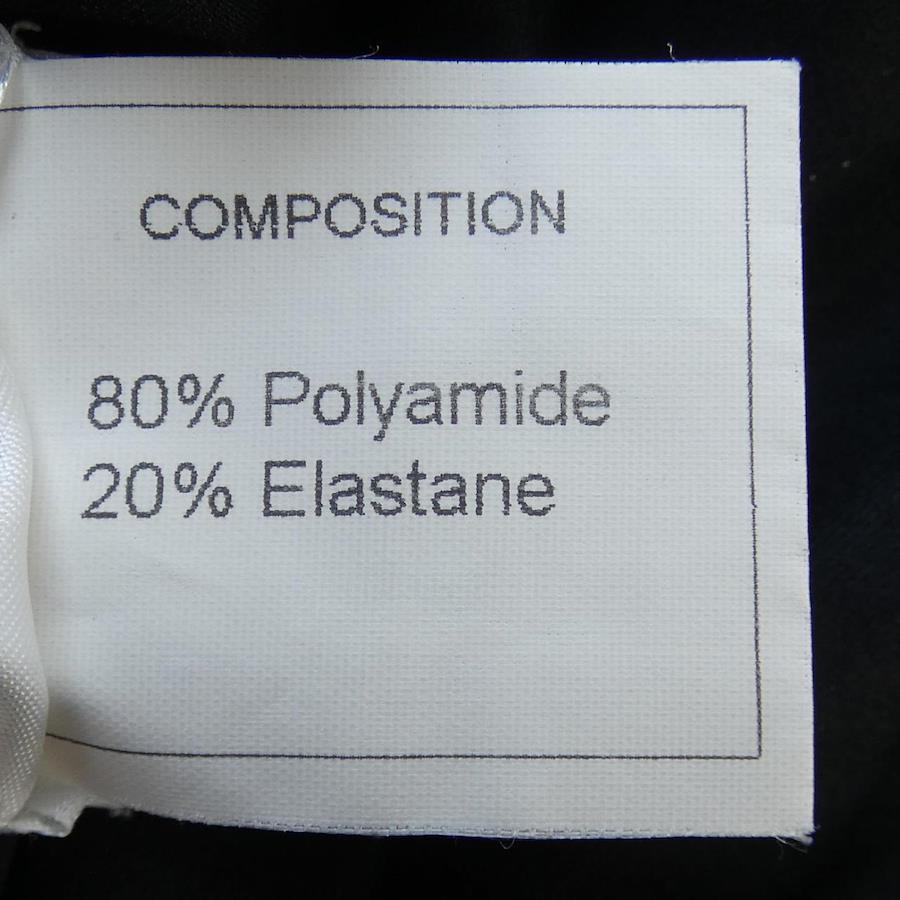 COMPOSITION
80% Polyamide
20% Elastane